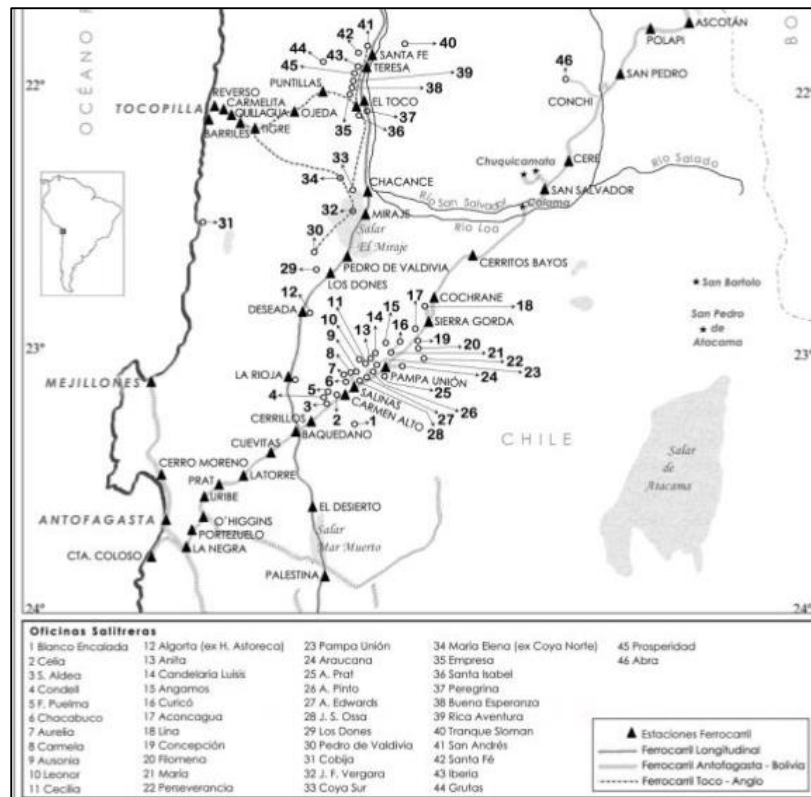 41
42
44
43
40
45
SANTA FE
TERESA
39
38
46
ASCOTÁN
POLAPI
SAN PEDRO
BO
OCÉANO P
22°
22°
PUNTILLAS
REVERSO
CARMELITA
TOCOPILLA
QUILLAGUA
OJEDA
EL TOCO
BARRILES
TIGRE
37
35
36
CONCHI
CERE
Chuquicamata
Río Salado
33
34
CHACANCE
Río San Salvador
SAN SALVADOR
Calama
32
MIRAJE
Río Loa
31
30
Salar
El Miraje
29
PEDRO DE VALDIVIA
LOS DONES
CERRITOS BAYOS
San Bartolo
12
17
COCHRANE
18
DESEADA
11
15
SIERRA GORDA
San Pedro
de
Atacama
10
14
16
19
23°
9
13
20
23°
8
21
7
22
6
23
LA RIOJA
5
PAMPA UNIÓN
24
MEJILLONES
4
SALINAS
25
3
CARMEN ALTO
26
2
27
CERRILLOS
1
28
BAQUEDANO
CHILE
CUEVITAS
CERRO MORENO
LATORRE
PRAT
URIBE
Salar
de
Atacama
ANTOFAGASTA
O'HIGGINS
EL DESIERTO
PORTEZUELO
Salar
Mar Muerto
CTA. COLOSO
LA NEGRA
PALESTINA
24°
24°
Oficinas Salitreras
1 Blanco Encalada
2 Celia
3 S. Aldea
4 Condell
5 F. Puelma
6 Chacabuco
7 Aurelia
8 Carmela
9 Ausonia
10 Leonor
11 Cecilia
12 Algorta (ex H. Astoreca)
13 Anita
14 Candelaria Luisis
15 Angamos
16 Curicó
17 Aconcagua
18 Lina
19 Concepción
20 Filomena
21 María
22 Perseverancia
23 Pampa Unión
24 Araucana
25 A. Prat
26 A. Pinto
27 A. Edwards
28 J. S. Ossa
29 Los Dones
30 Pedro de Valdivia
31 Cobija
32 J. F. Vergara
33 Coya Sur
34 María Elena (ex Coya Norte)
35 Empresa
36 Santa Isabel
37 Peregrina
38 Buena Esperanza
39 Rica Aventura
40 Tranque Sloman
41 San Andrés
42 Santa Fé
43 Iberia
44 Grutas
45 Prosperidad
46 Abra
Estaciones Ferrocarril
Ferrocarril Longitudinal
Ferrocarril Antofagasta - Bolivia
Ferrocarril Toco - Anglo